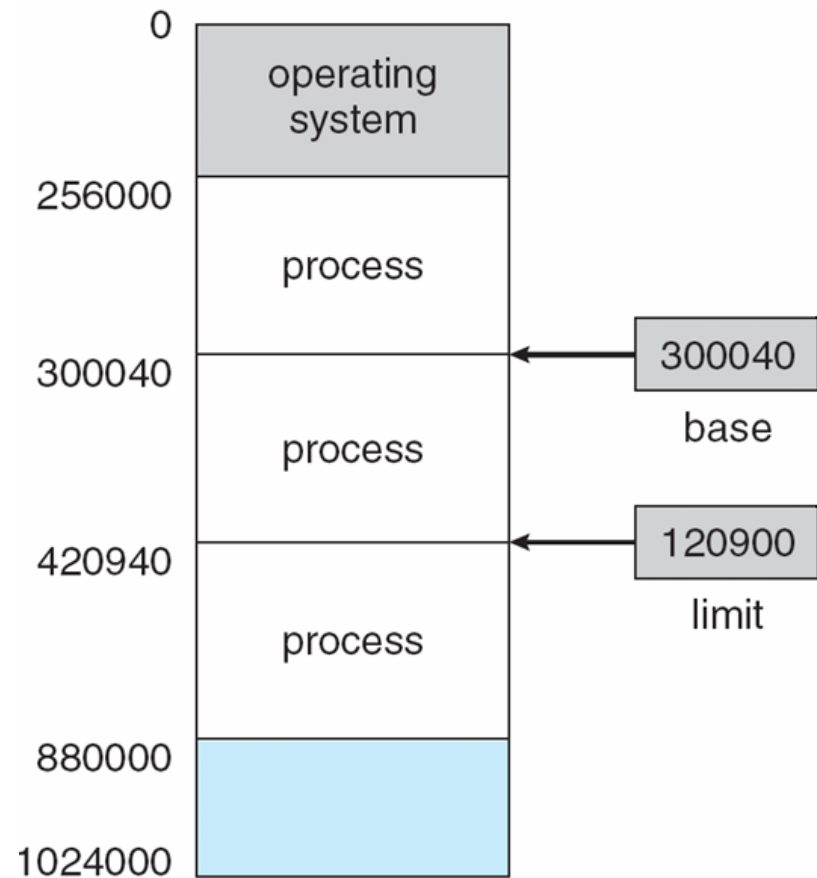 0
operating
system
256000
process
300040
300040
base
process
420940
120900
limit
process
880000
1024000